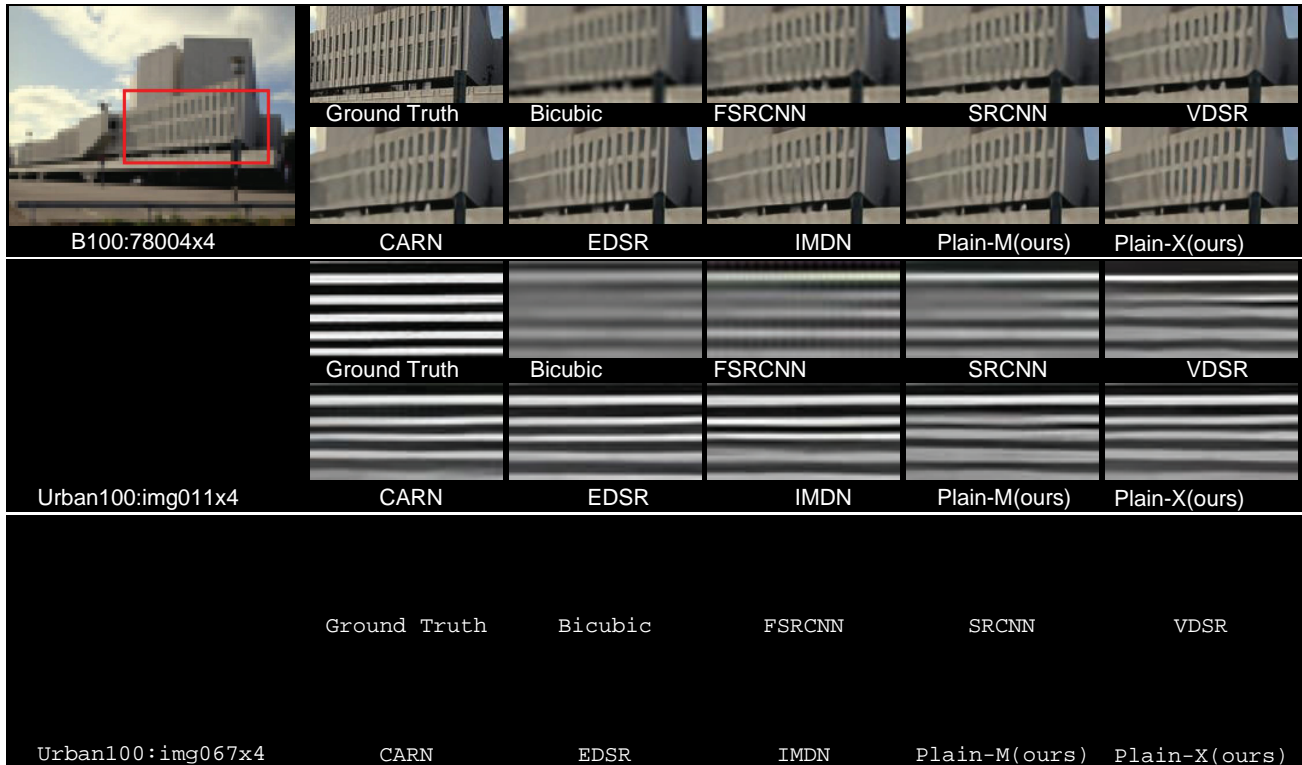 Ground Truth Bicubic FSRCNN SRCNN VDSR
B100:78004x4 CARN EDSR IMDN Plain-M(ours) Plain-X(ours)
Ground Truth Bicubic FSRCNN SRCNN VDSR
Urban100:img011x4 CARN EDSR IMDN Plain-M(ours) Plain-X(ours)
Ground Truth Bicubic FSRCNN SRCNN VDSR
Urban100:img067x4 CARN EDSR IMDN Plain-M(ours) Plain-X(ours)